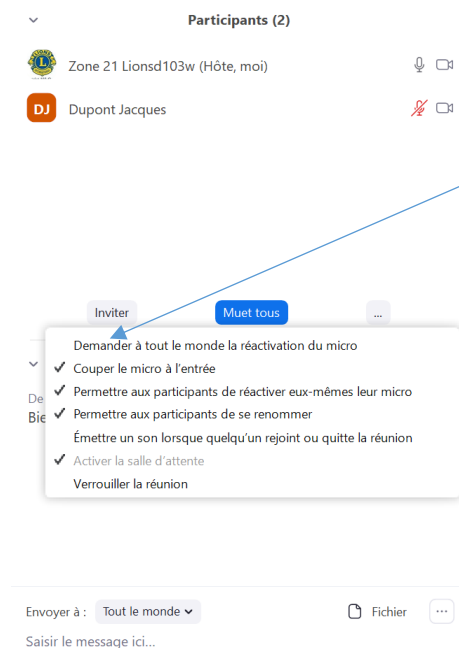 Participants (2)
Zone 21 Lionsd103w (Hôte, moi)
DJ Dupont Jacques
Inviter Muet tous ...
Demander à tout le monde la réactivation du micro
Couper le micro à l'entrée
Permettre aux participants de réactiver eux-mêmes leur micro
De
Permettre aux participants de se renommer
Bie
Émettre un son lorsque quelqu'un rejoint ou quitte la réunion
Activer la salle d'attente
Verrouiller la réunion
Envoyer à : Tout le monde Fichier ...
Saisir le message ici...